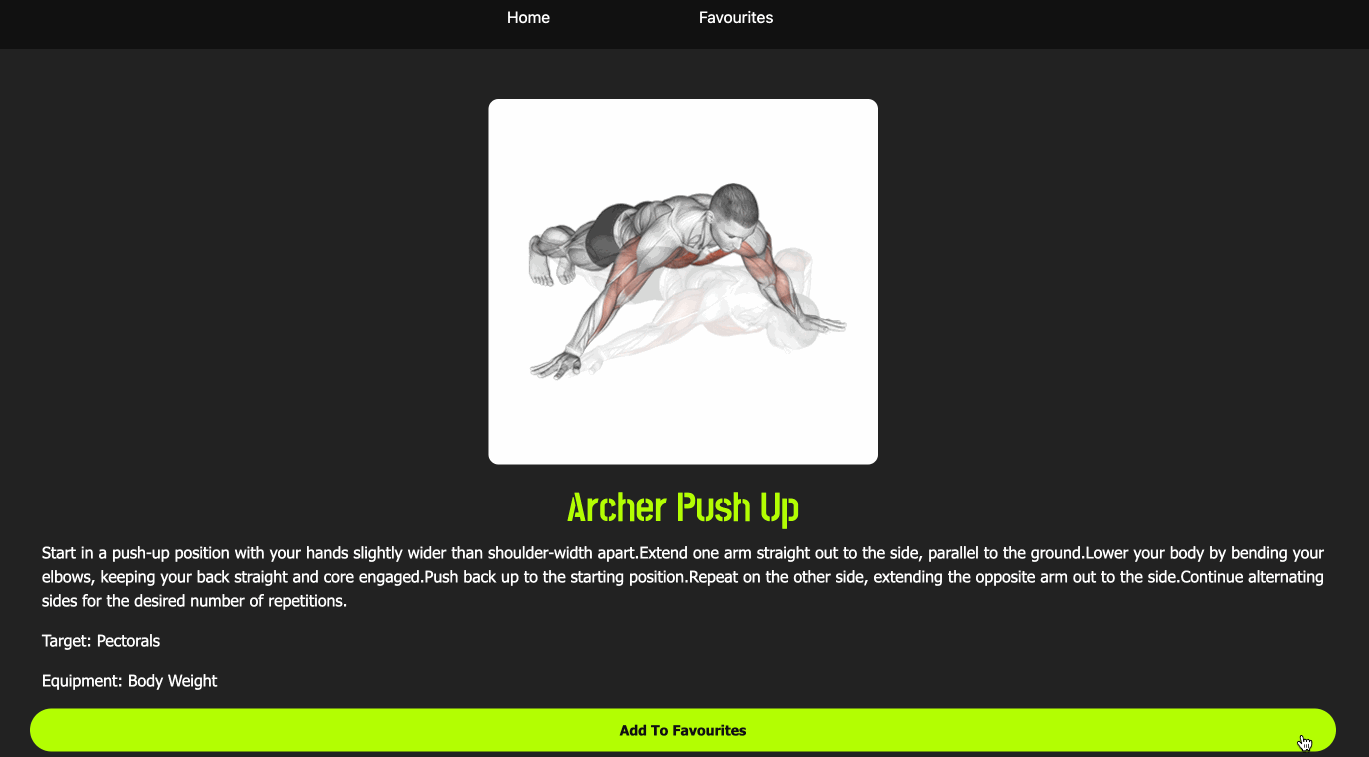 Home
Favourites
Archer Push Up
Start in a push-up position with your hands slightly wider than shoulder-width apart.Extend one arm straight out to the side, parallel to the ground.Lower your body by bending your
elbows, keeping your back straight and core engaged.Push back up to the starting position.Repeat on the other side, extending the opposite arm out to the side.Continue alternating
sides for the desired number of repetitions.
Target: Pectorals
Equipment: Body Weight
Add To Favourites